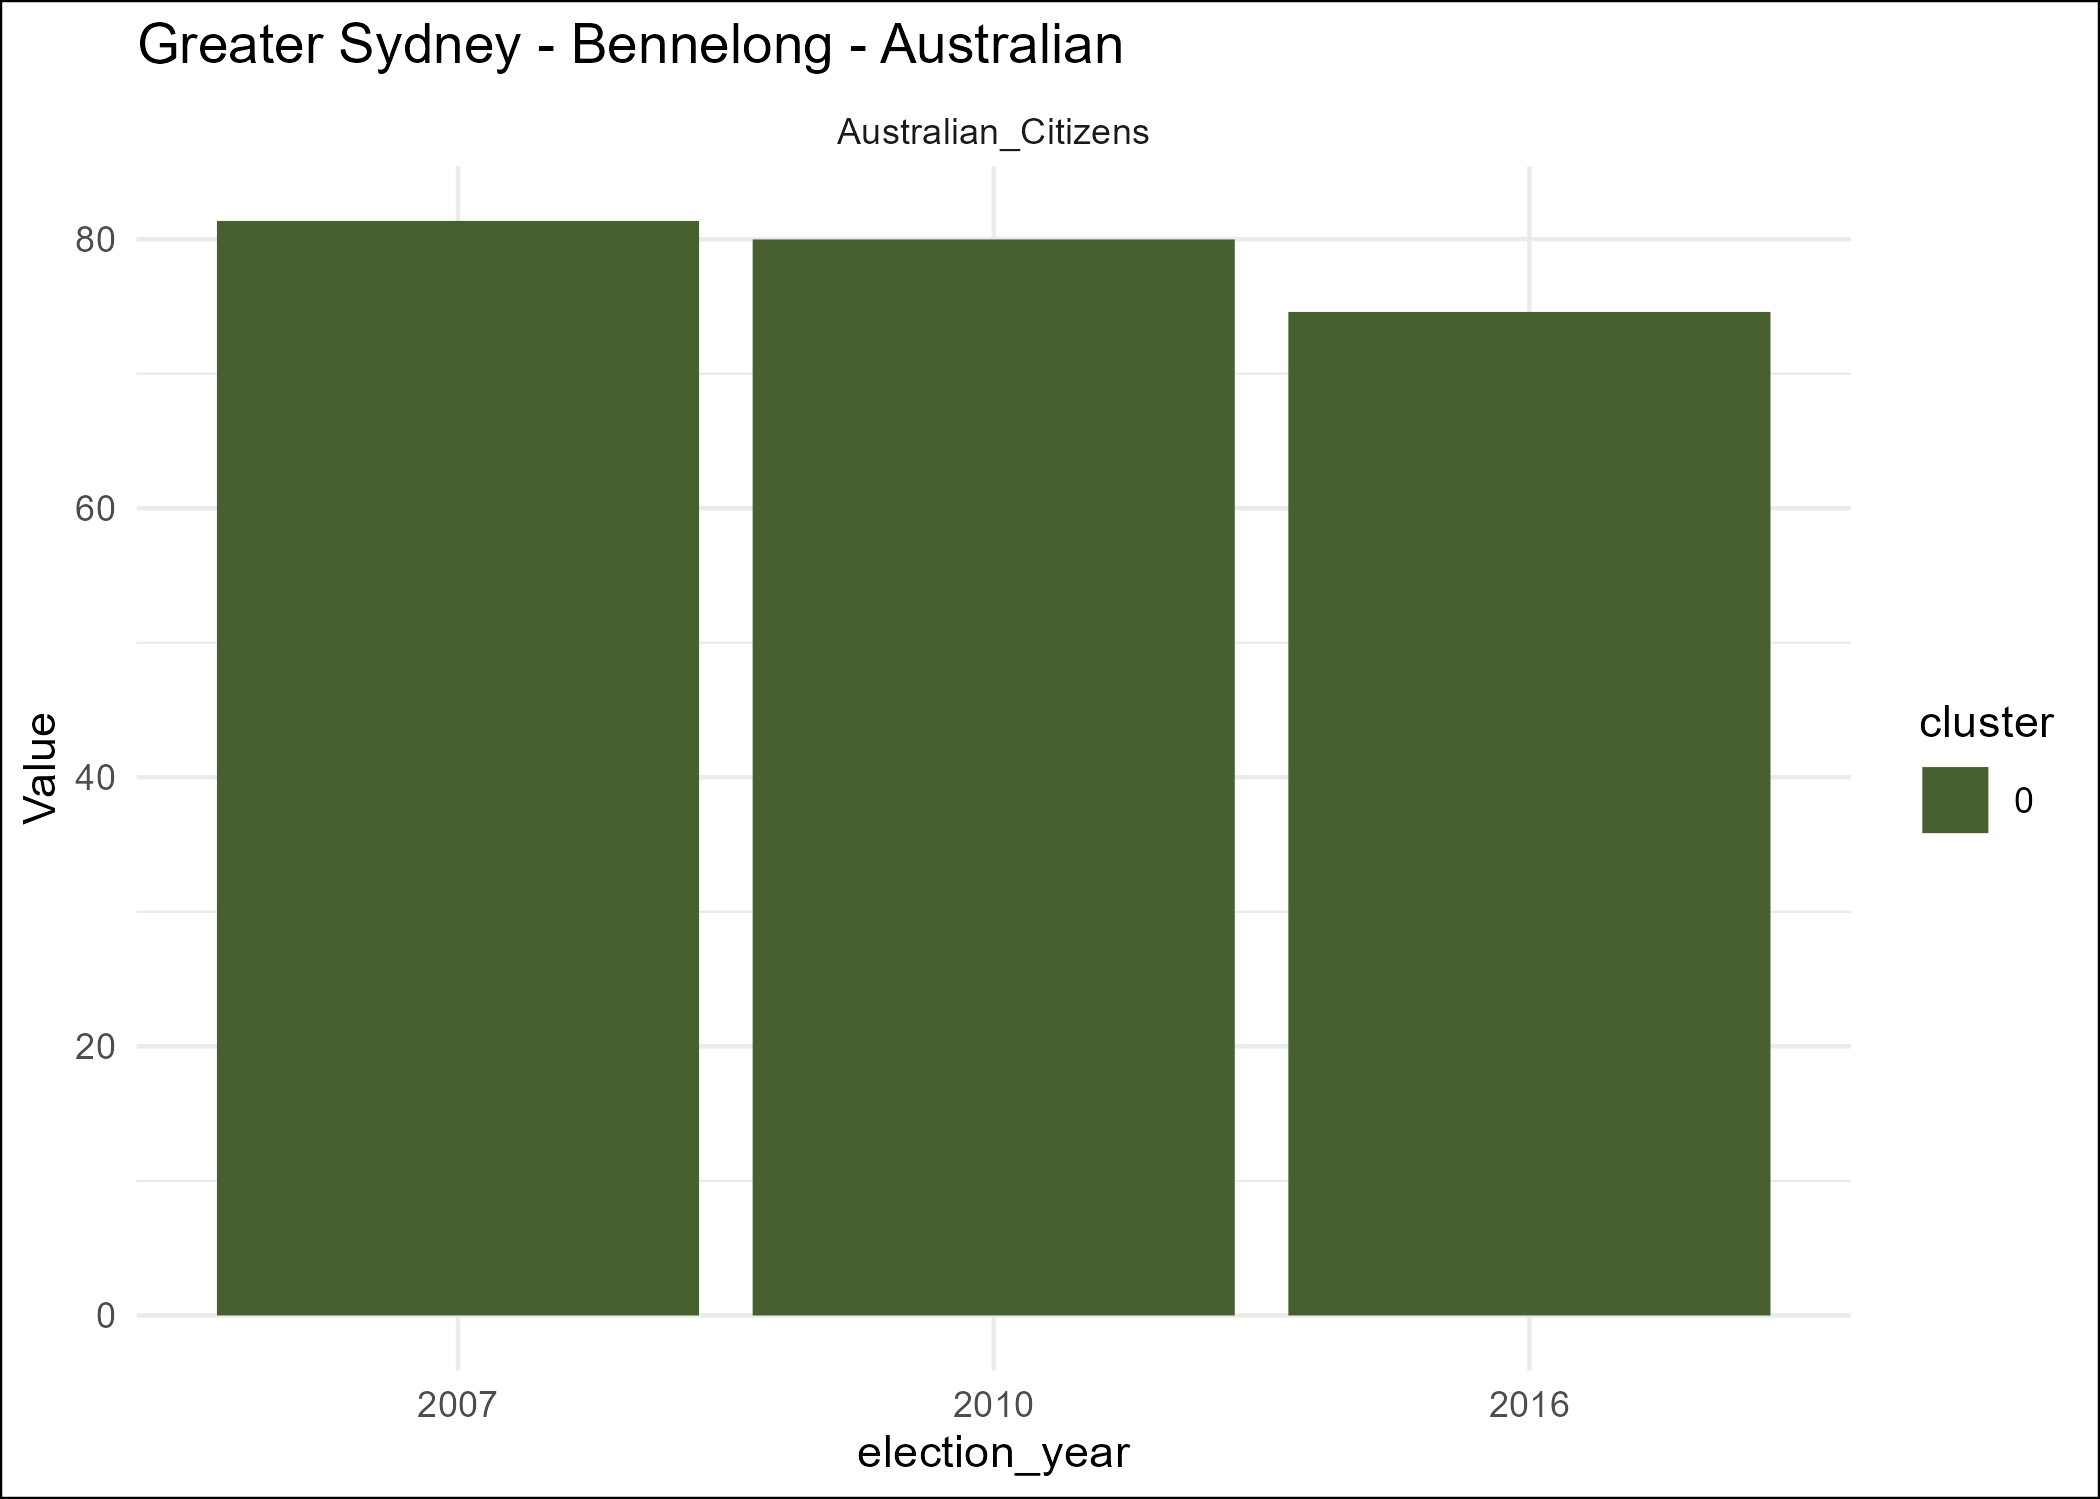 Greater Sydney - Bennelong - Australian
Australian_Citizens
80
60
40
20
0
Value
2007 2010 2016
election_year
cluster
0